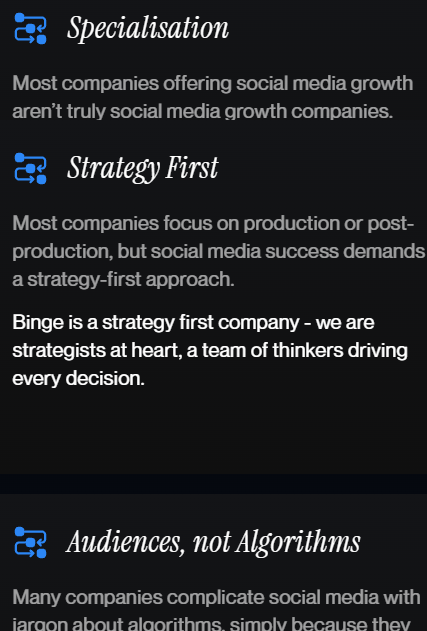 Specialisation
Most companies offering social media growth
aren't truly social media growth companies.
Strategy First
Most companies focus on production or post-
production, but social media success demands
a strategy-first approach.
Binge is a strategy first company - we are
strategists at heart, a team of thinkers driving
every decision.
Audiences, not Algorithms
Many companies complicate social media with
jargon about algorithms, simply because they